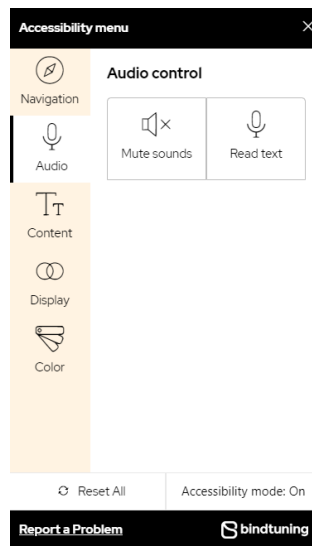 Accessibility menu
Navigation
Audio
Content
Display
Color
Audio control
Mute sounds
Read text
Reset All
Accessibility mode: On
Report a Problem
bindtuning